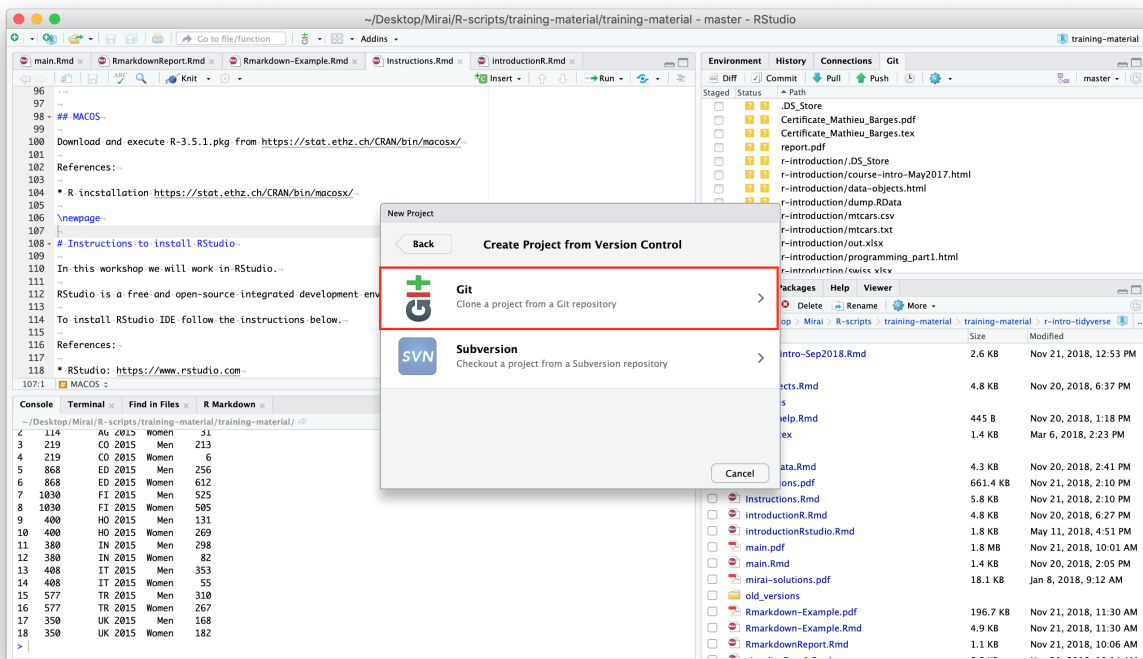 ~/Desktop/Mirai/R-scripts/training-material/training-material - master - RStudio
Go to file/function
Addins
training-material
main.Rmd
RmarkdownReport.Rmd
Rmarkdown-Example.Rmd
Instructions.Rmd
introductionR.Rmd
ABC
Knit
Insert
Run
96
97
98 ## MACOS
99
100 Download and execute R-3.5.1.pkg from https://stat.ethz.ch/CRAN/bin/macosx/
101
102 References:
103
104 * R incstallation https://stat.ethz.ch/CRAN/bin/macosx/
105
106 \newpage
107
108 # Instructions to install RStudio
109
110 In this workshop we will work in RStudio.
111
112 RStudio is a free and open-source integrated development env
113
114 To install RStudio IDE follow the instructions below.
115
116 References:
117
118 * RStudio: https://www.rstudio.com
107:1 MACOS
Console
Terminal
Find in Files
R Markdown
~/Desktop/Mirai/R-scripts/training-material/training-material/
2 114 AG 2015 Women 31
3 219 CO 2015 Men 213
4 219 CO 2015 Women 6
5 868 ED 2015 Men 256
6 868 ED 2015 Women 612
7 1030 FI 2015 Men 525
8 1030 FI 2015 Women 505
9 400 HO 2015 Men 131
10 400 HO 2015 Women 269
11 380 IN 2015 Men 298
12 380 IN 2015 Women 82
13 408 IT 2015 Men 353
14 408 IT 2015 Women 55
15 577 TR 2015 Men 310
16 577 TR 2015 Women 267
17 350 UK 2015 Men 168
18 350 UK 2015 Women 182
>
New Project
Back
Create Project from Version Control
Git
Clone a project from a Git repository
SVN
Subversion
Checkout a project from a Subversion repository
Cancel
Environment
History
Connections
Git
Diff
Commit
Pull
Push
master
Staged Status Path
.DS_Store
Certificate_Mathieu_Barges.pdf
Certificate_Mathieu_Barges.tex
report.pdf
r-introduction/.DS_Store
r-introduction/course-intro-May2017.html
r-introduction/data-objects.html
r-introduction/dump.RData
r-introduction/mtcars.csv
r-introduction/mtcars.txt
r-introduction/out.xlsx
r-introduction/programming_part1.html
r-introduction/swiss.xlsx
Packages
Help
Viewer
Delete
Rename
More
op
Mirai
R-scripts
training-material
training-material
r-intro-tidyverse
Size Modified
intro-Sep2018.Rmd 2.6 KB Nov 21, 2018, 12:53 PM
ects.Rmd 4.8 KB Nov 20, 2018, 6:37 PM
s
help.Rmd 445 B Nov 20, 2018, 1:18 PM
tex 1.4 KB Mar 6, 2018, 2:23 PM
ata.Rmd 4.3 KB Nov 20, 2018, 2:41 PM
ons.pdf 661.4 KB Nov 21, 2018, 2:10 PM
Instructions.Rmd 5.8 KB Nov 21, 2018, 2:10 PM
introductionR.Rmd 4.8 KB Nov 20, 2018, 6:27 PM
introductionRstudio.Rmd 1.8 KB May 11, 2018, 4:51 PM
main.pdf 1.8 MB Nov 21, 2018, 10:01 AM
main.Rmd 1.4 KB Nov 20, 2018, 2:05 PM
mirai-solutions.pdf 18.1 KB Jan 8, 2018, 9:12 AM
old_versions
Rmarkdown-Example.pdf 196.7 KB Nov 21, 2018, 11:30 AM
Rmarkdown-Example.Rmd 4.9 KB Nov 21, 2018, 11:30 AM
RmarkdownReport.Rmd 1.1 KB Nov 21, 2018, 10:06 AM